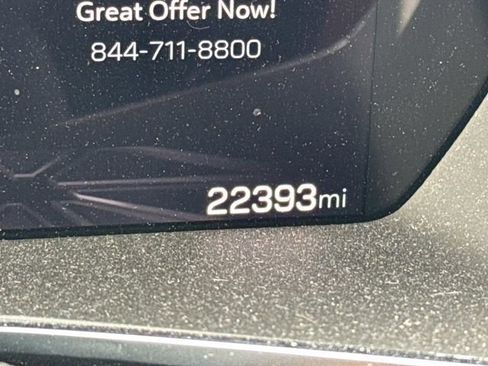 Great Offer Now!
844-711-8800
22393mi